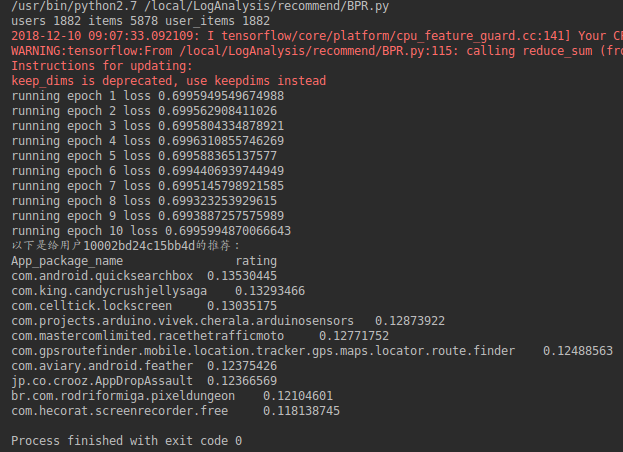 /usr/bin/python2.7 /local/LogAnalysis/recommend/BPR.py
users 1882 items 5878 user_items 1882
2018-12-10 09:07:33.092109: I tensorflow/core/platform/cpu_feature_guard.cc:141] Your
WARNING:tensorflow:From /local/LogAnalysis/recommend/BPR.py:115: calling reduce_sum
Instructions for updating:
keep_dims is deprecated, use keepdims instead
running epoch 1 loss 0.6995949549674988
running epoch 2 loss 0.699562908411026
running epoch 3 loss 0.6995804334878921
running epoch 4 loss 0.6996310855746269
running epoch 5 loss 0.699588365137577
running epoch 6 loss 0.6994406939744949
running epoch 7 loss 0.6995145798921585
running epoch 8 loss 0.699323253929615
running epoch 9 loss 0.6993887257575989
running epoch 10 loss 0.6995994870066643
以下是给用户10002bd24c15bb4d的推荐：
App_package_name rating
com.android.quicksearchbox 0.13530445
com.king.candycrushjellysaga 0.13293466
com.celltick.lockscreen 0.13035175
com.projects.arduino.vivek.cherala.arduinosensors 0.12873922
com.mastercomlimited.racethetrafficmoto 0.12771752
com.gpsroutefinder.mobile.location.tracker.gps.maps.locator.route.finder 0.12488563
com.aviary.android.feather 0.12375426
jp.co.crooz.AppDropAssault 0.12366569
br.com.rodriformiga.pixeldungeon 0.12104601
com.hecorat.screenrecorder.free 0.118138745
Process finished with exit code 0